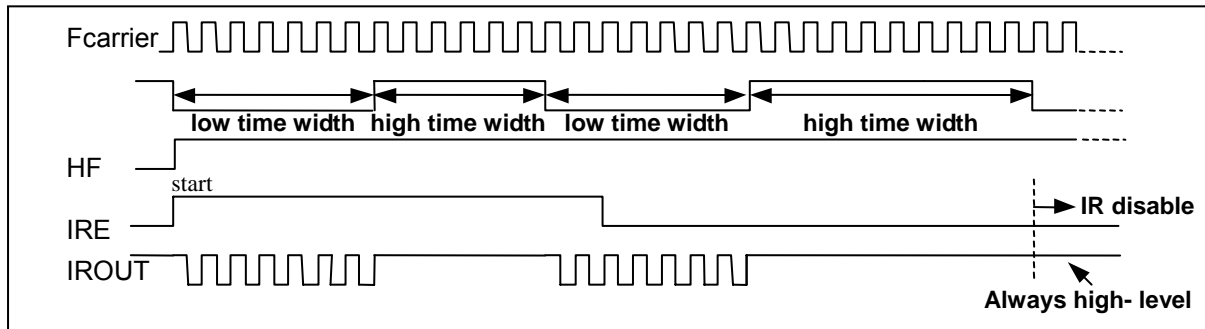 Fcarrier
low time width high time width low time width high time width
HF
start
IRE
IR disable
IROUT
Always high- level